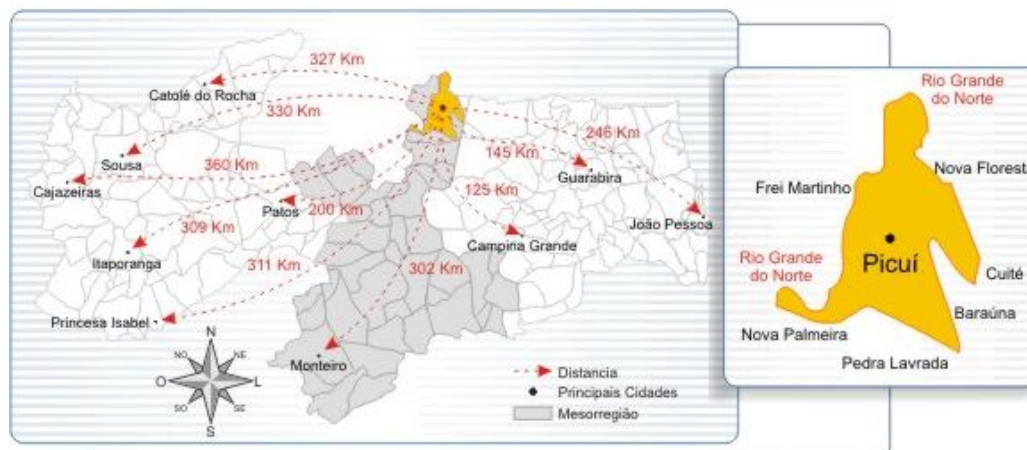 327 Km
Catolé do Rocha
330 Km
Sousa
360 Km
Cajazeiras
Patos
200 Km
309 Km
Itaporanga
311 Km
Princesa Isabel
302 Km
Monteiro
246 Km
145 Km
Guarabira
125 Km
João Pessoa
Campina Grande
N
NO
NE
O
L
SO
SE
S
Distancia
Principais Cidades
Mesorregião
Rio Grande
do Norte
Nova Floresta
Frei Martinho
Rio Grande
do Norte
Picuí
Cuité
Baraúna
Nova Palmeira
Pedra Lavrada